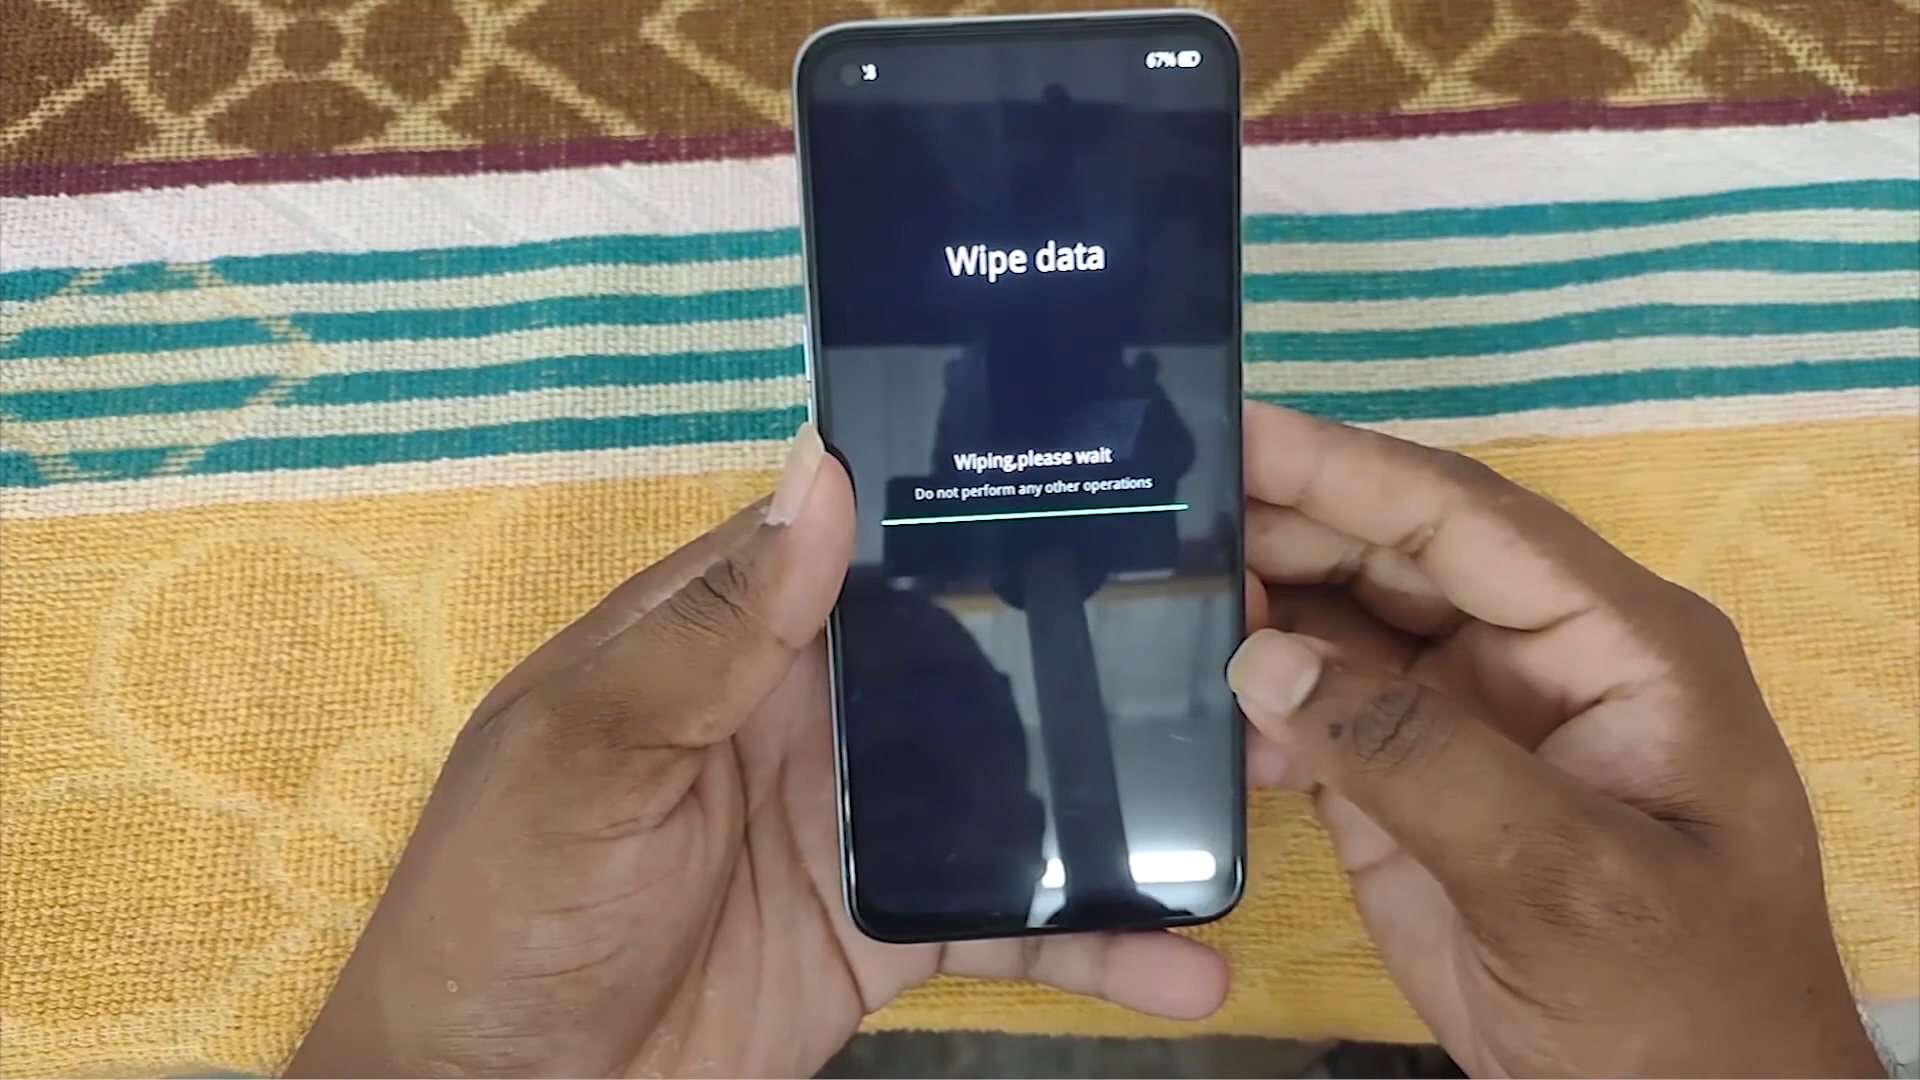 67%
Wipe data
Wiping,please wait
Do not perform any other operations